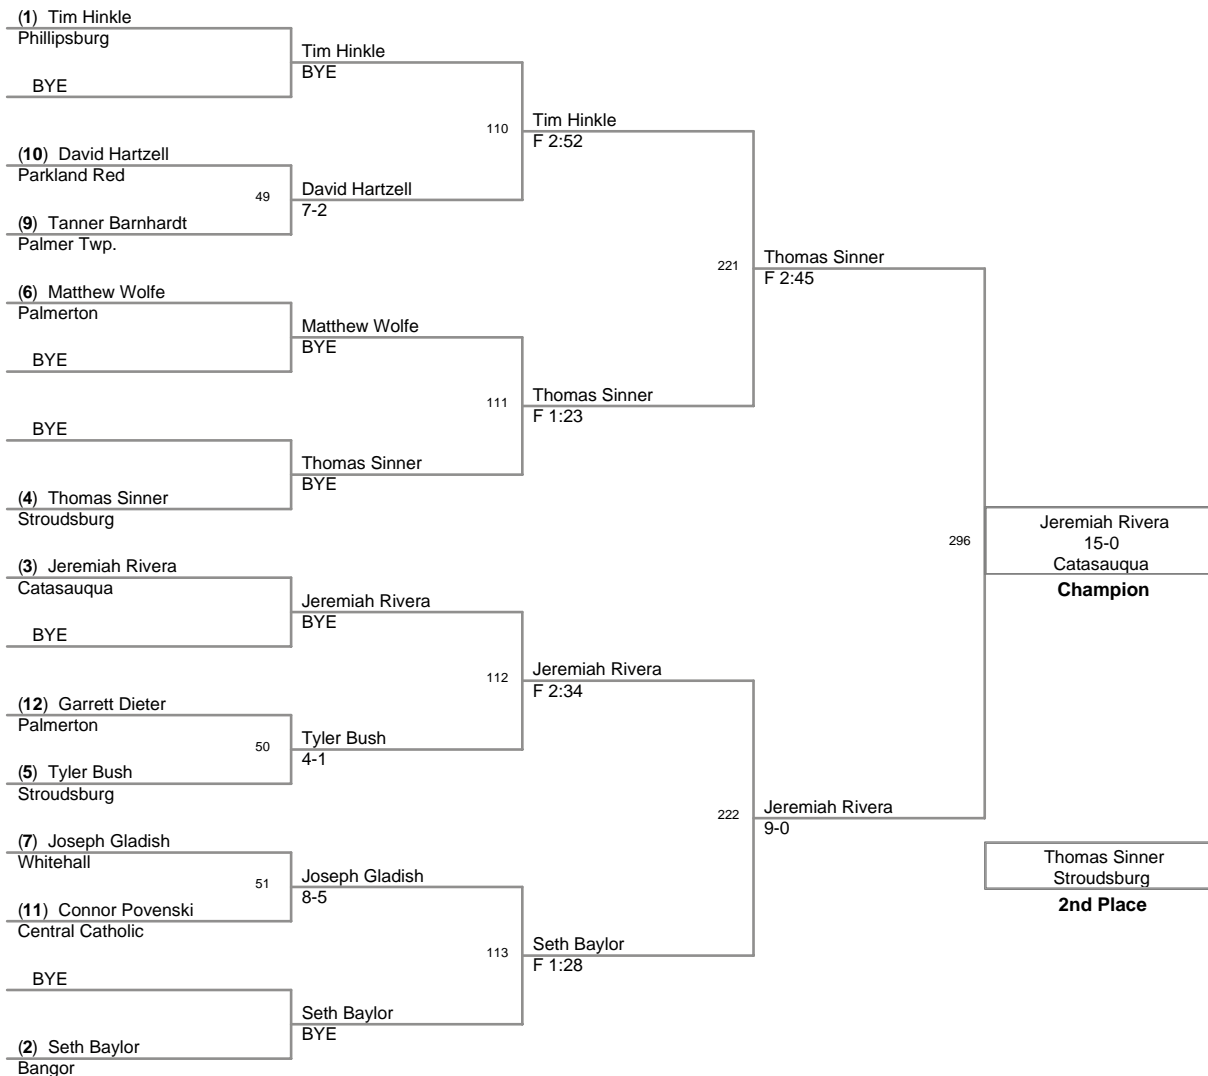 (1) Tim Hinkle
Phillipsburg
BYE
(10) David Hartzell
Parkland Red
49
(9) Tanner Barnhardt
Palmer Twp.
(6) Matthew Wolfe
Palmerton
BYE
BYE
(4) Thomas Sinner
Stroudsburg
(3) Jeremiah Rivera
Catasauqua
BYE
(12) Garrett Dieter
Palmerton
50
(5) Tyler Bush
Stroudsburg
(7) Joseph Gladish
Whitehall
51
(11) Connor Povenski
Central Catholic
BYE
(2) Seth Baylor
Bangor
Tim Hinkle
BYE
110
David Hartzell
7-2
Matthew Wolfe
BYE
111
Thomas Sinner
BYE
Jeremiah Rivera
BYE
112
Tyler Bush
4-1
Joseph Gladish
8-5
113
Seth Baylor
BYE
Tim Hinkle
F 2:52
221
Thomas Sinner
F 1:23
Jeremiah Rivera
F 2:34
222
Seth Baylor
F 1:28
Thomas Sinner
F 2:45
296
Jeremiah Rivera
9-0
Jeremiah Rivera
15-0
Catasauqua
Champion
Thomas Sinner
Stroudsburg
2nd Place